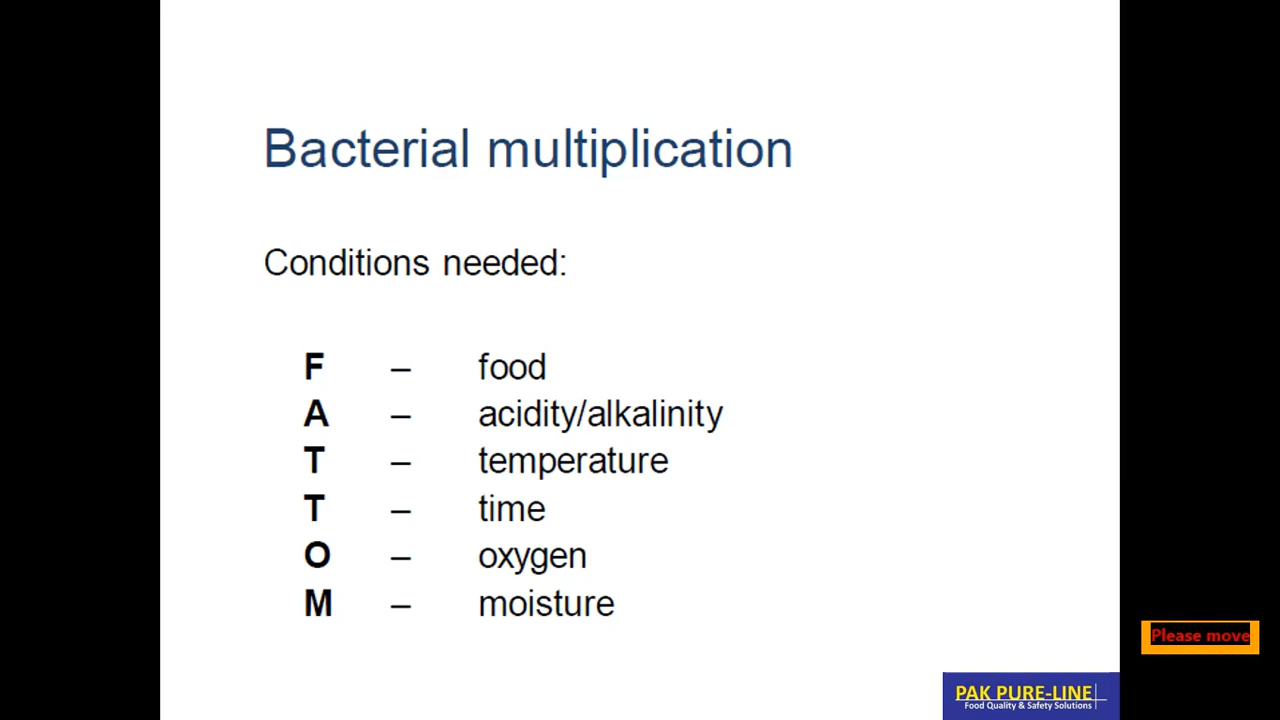 Bacterial multiplication
Conditions needed:
F – food
A – acidity/alkalinity
T – temperature
T – time
O – oxygen
M – moisture
Please move
PAK PURE-LINE
Food Quality & Safety Solutions